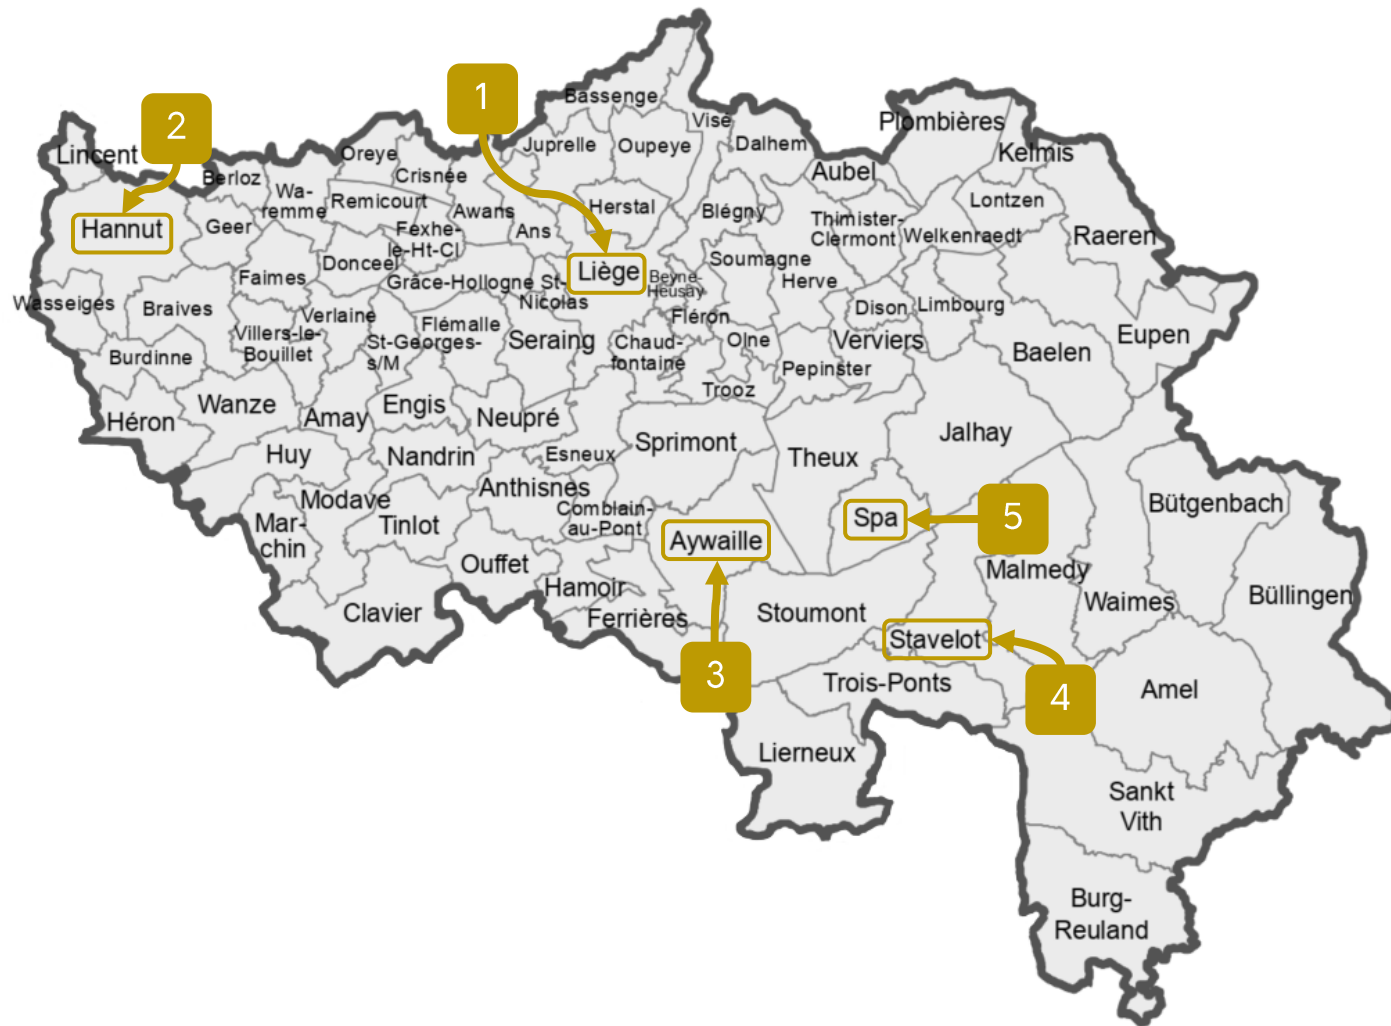 1
Bassenge
2
Visé
Plombières
Lincent
Oreye
Juprelle
Oupeye
Dalhem
Kelmis
Berloz
Crisnée
Aubel
Wa-
remme
Remicourt
Awans
Herstal
Blégny
Lontzen
Hannut
Geer
Fexhe-
le-Ht-Cl
Ans
Thimister-
Clermont
Welkenraedt
Raeren
Faimes
Donceel
Grâce-Hollogne
St-
Nicolas
Liège
Beyne-
Heusay
Soumagne
Herve
Wasseiges
Braives
Verlaine
Fléron
Dison
Limbourg
Villers-le-
Bouillet
St-Georges-
s/M
Flémalle
Seraing
Chaud-
fontaine
Olne
Verviers
Baelen
Eupen
Burdinne
Trooz
Pepinster
Héron
Wanze
Amay
Engis
Neupré
Sprimont
Theux
Jalhay
Huy
Nandrin
Esneux
Modave
Anthisnes
Comblain-
au-Pont
Spa
5
Bütgenbach
Mar-
chin
Tinlot
Aywaille
Ouffet
Hamoir
Malmedy
Waimes
Büllingen
Clavier
Ferrières
Stoumont
Stavelot
3
Trois-Ponts
4
Amel
Lierneux
Sankt
Vith
Burg-
Reuland